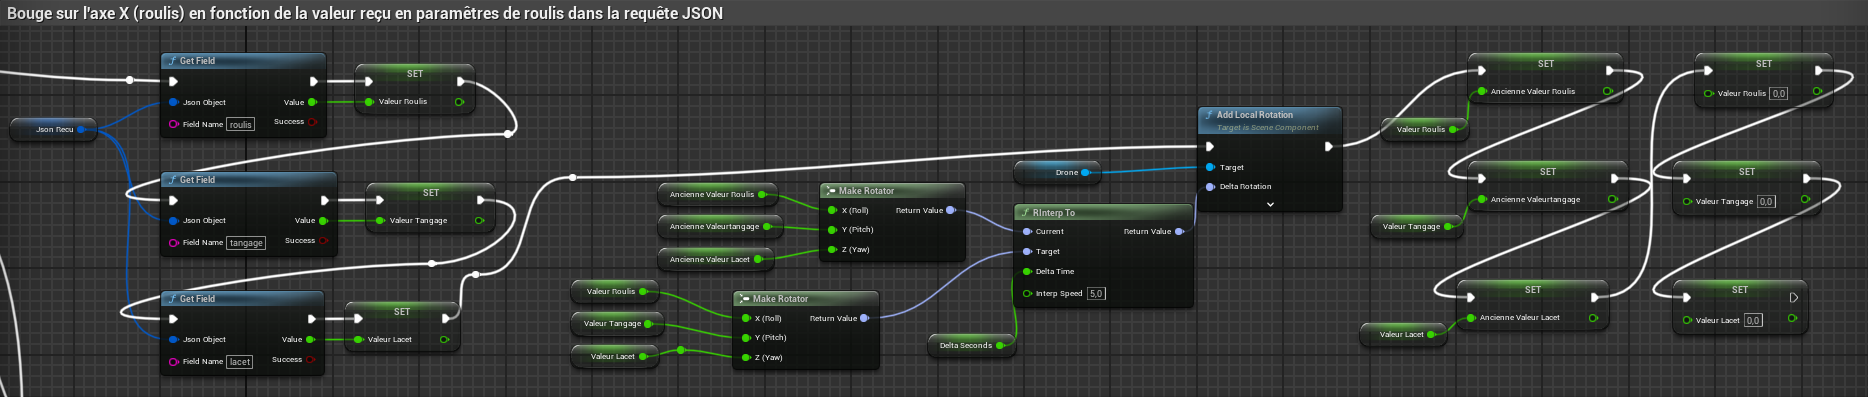 Bouge sur l'axe X (roulis) en fonction de la valeur reçu en paramêtres de roulis dans la requête JSON
Json Recu
Get Field
Json Object
Value
Field Name
roulis
Success
SET
Valeur Roulis
Get Field
Json Object
Value
Field Name
tangage
Success
SET
Valeur Tangage
Get Field
Json Object
Value
Field Name
lacet
Success
SET
Valeur Lacet
Ancienne Valeur Roulis
Ancienne Valeurtangage
Ancienne Valeur Lacet
Make Rotator
X (Roll)
Return Value
Y (Pitch)
Z (Yaw)
Valeur Roulis
Valeur Tangage
Valeur Lacet
Make Rotator
X (Roll)
Return Value
Y (Pitch)
Z (Yaw)
Delta Seconds
Drone
RInterp To
Current
Return Value
Target
Delta Time
Interp Speed
5,0
Add Local Rotation
Target is Scene Component
Target
Delta Rotation
Valeur Roulis
SET
Ancienne Valeur Roulis
Valeur Tangage
SET
Ancienne Valeurtangage
Valeur Lacet
SET
Ancienne Valeur Lacet
SET
Valeur Roulis
0,0
SET
Valeur Tangage
0,0
SET
Valeur Lacet
0,0